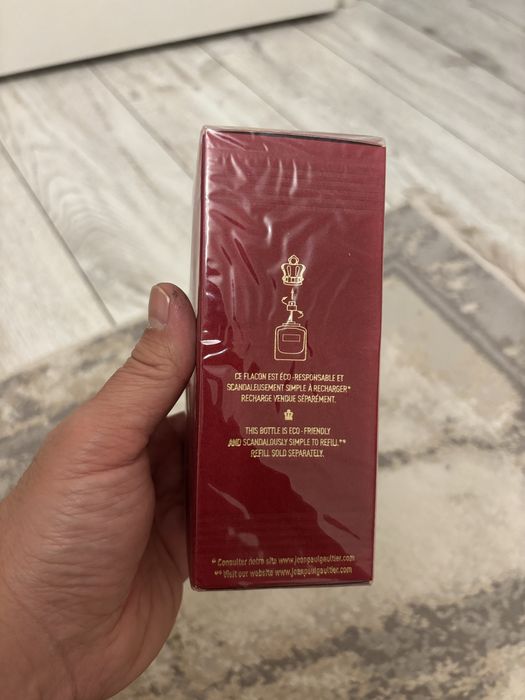 CE FLACON EST ÉCO-RESPONSABLE ET
SCANDALEUSEMENT SIMPLE À RECHARGER*
RECHARGE VENDUE SÉPARÉMENT.
THIS BOTTLE IS ECO-FRIENDLY
AND SCANDALOUSLY SIMPLE TO REFILL.**
REFILL SOLD SEPARATELY.
* Consulter notre site www.jeanpaulgaultier.com
** Visit our website www.jeanpaulgaultier.com